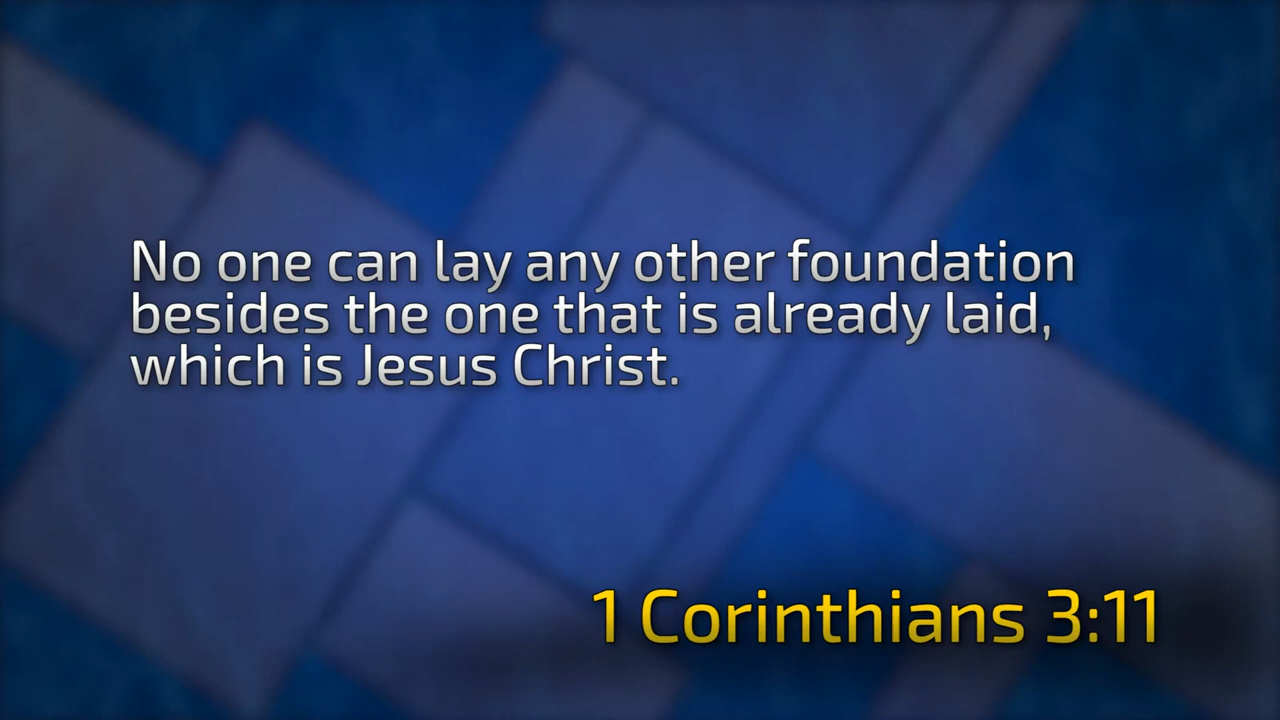 No one can lay any other foundation
besides the one that is already laid,
which is Jesus Christ.
1 Corinthians 3:11